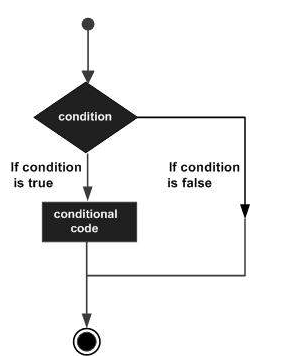 condition
If condition
is true
If condition
is false
conditional
code